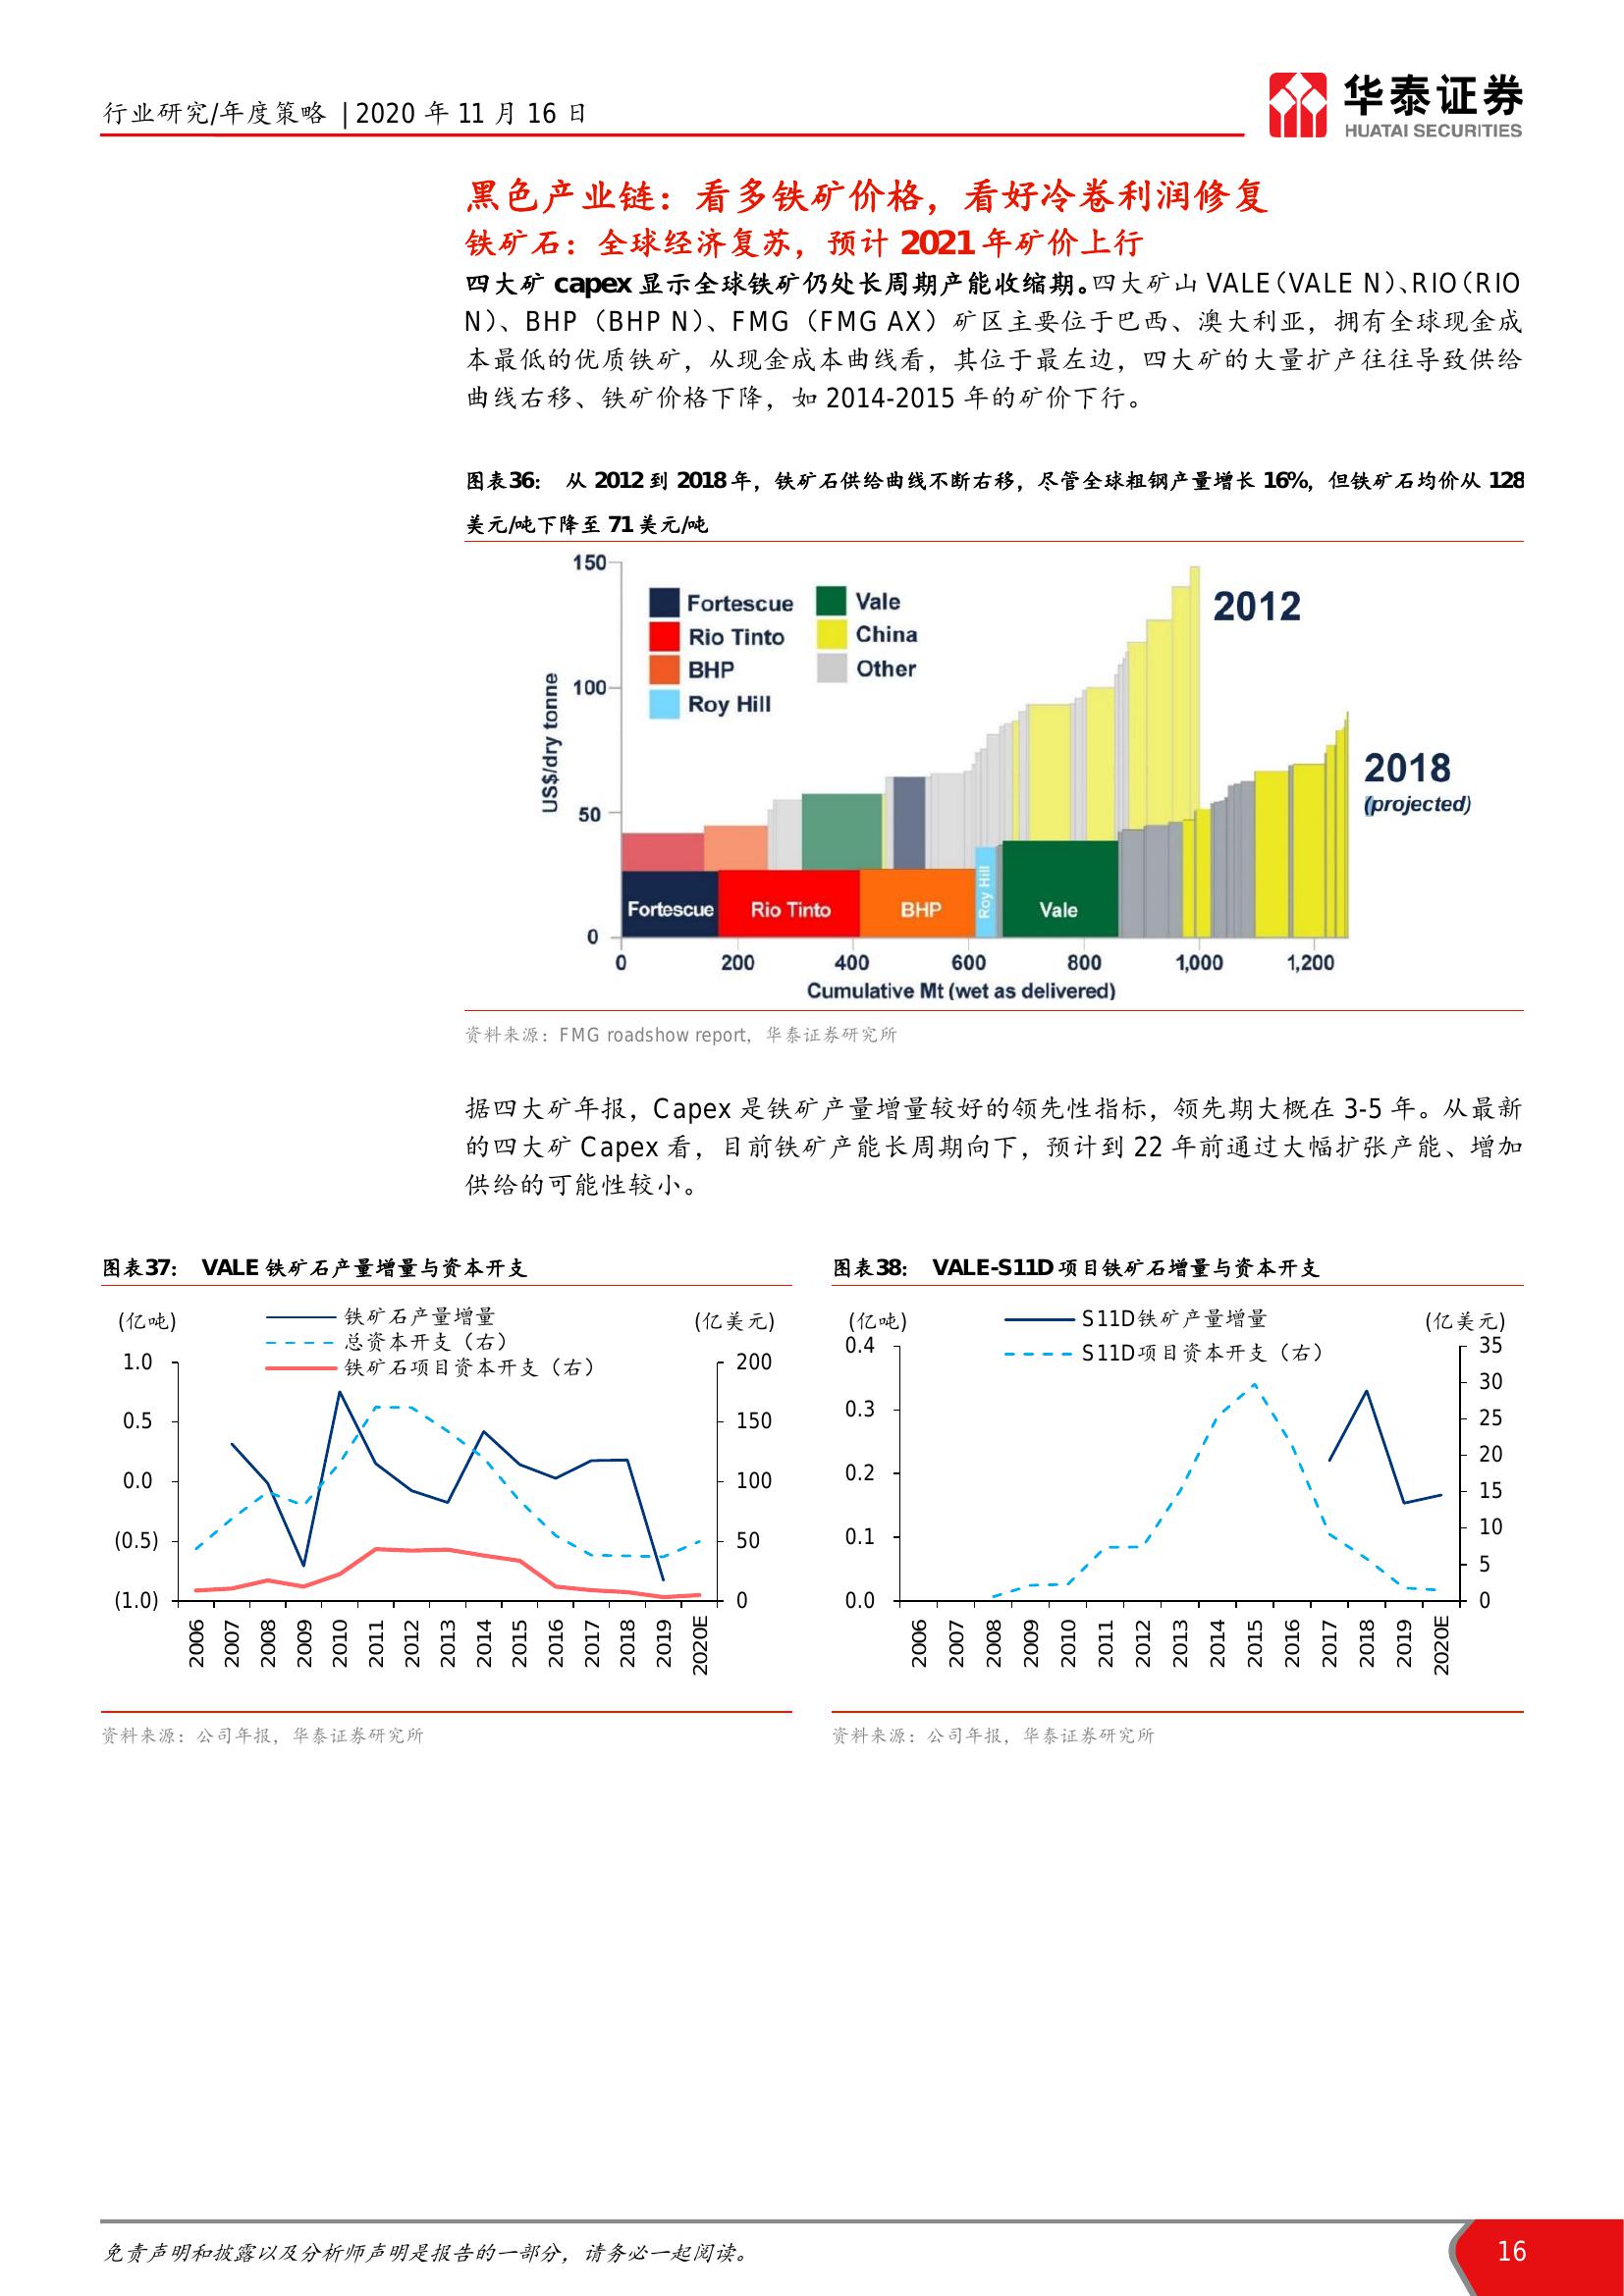 行业研究/年度策略 | 2020 年 11 月 16 日
华泰证券
HUATAI SECURITIES
黑色产业链：看多铁矿价格，看好冷卷利润修复
铁矿石：全球经济复苏，预计 2021 年矿价上行
四大矿 capex 显示全球铁矿仍处长周期产能收缩期。四大矿山 VALE（VALE N）、RIO（RIO
N）、BHP（BHP N）、FMG（FMG AX）矿区主要位于巴西、澳大利亚，拥有全球现金成
本最低的优质铁矿，从现金成本曲线看，其位于最左边，四大矿的大量扩产往往导致供给
曲线右移、铁矿价格下降，如 2014-2015 年的矿价下行。
图表36： 从 2012 到 2018 年，铁矿石供给曲线不断右移，尽管全球粗钢产量增长 16%，但铁矿石均价从 128
美元/吨下降至 71 美元/吨
150
100
50
0
US$/dry tonne
Fortescue
Rio Tinto
BHP
Roy Hill
Vale
China
Other
2012
2018
(projected)
Fortescue
Rio Tinto
BHP
Roy Hill
Vale
0 200 400 600 800 1,000 1,200
Cumulative Mt (wet as delivered)
资料来源：FMG roadshow report，华泰证券研究所
据四大矿年报，Capex 是铁矿产量增量较好的领先性指标，领先期大概在 3-5 年。从最新
的四大矿 Capex 看，目前铁矿产能长周期向下，预计到 22 年前通过大幅扩张产能、增加
供给的可能性较小。
图表37： VALE 铁矿石产量增量与资本开支
(亿吨)
(亿美元)
铁矿石产量增量
总资本开支（右）
铁矿石项目资本开支（右）
1.0
0.5
0.0
(0.5)
(1.0)
200
150
100
50
0
2006 2007 2008 2009 2010 2011 2012 2013 2014 2015 2016 2017 2018 2019 2020E
资料来源：公司年报，华泰证券研究所
图表38： VALE-S11D 项目铁矿石增量与资本开支
(亿吨)
(亿美元)
S11D铁矿产量增量
S11D项目资本开支（右）
0.4
0.3
0.2
0.1
0.0
35
30
25
20
15
10
5
0
2006 2007 2008 2009 2010 2011 2012 2013 2014 2015 2016 2017 2018 2019 2020E
资料来源：公司年报，华泰证券研究所
免责声明和披露以及分析师声明是报告的一部分，请务必一起阅读。
16